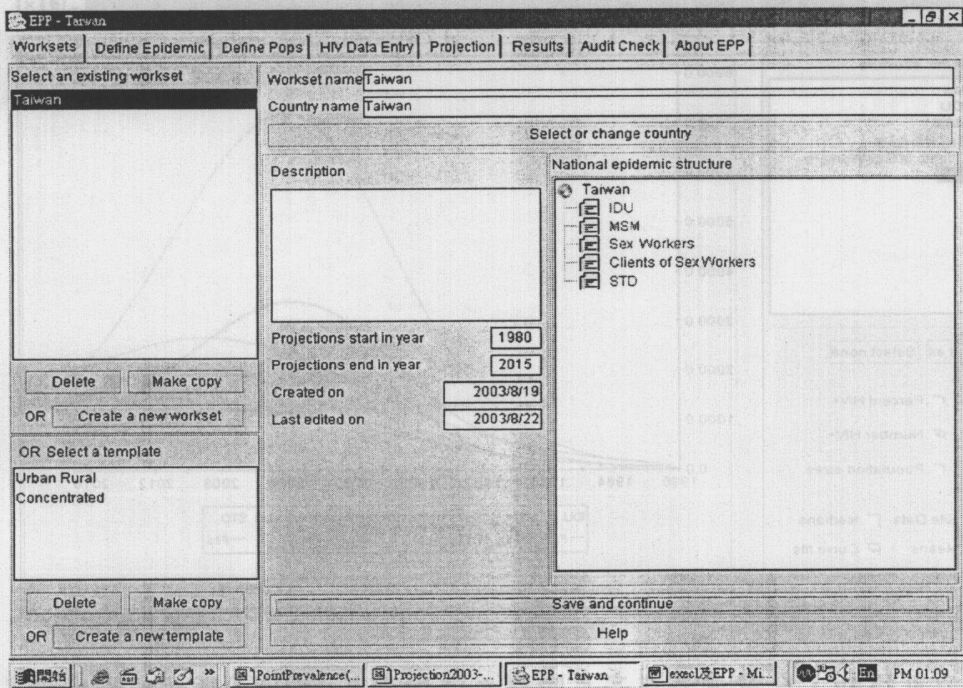 EPP - Taiwan
Worksets Define Epidemic Define Pops HIV Data Entry Projection Results Audit Check About EPP
Select an existing workset
Taiwan
Delete Make copy
OR Create a new workset
OR Select a template
Urban Rural
Concentrated
Delete Make copy
OR Create a new template
Workset name Taiwan
Country name Taiwan
Select or change country
Description
Projections start in year 1980
Projections end in year 2015
Created on 2003/8/19
Last edited on 2003/8/22
National epidemic structure
Taiwan
IDU
MSM
Sex Workers
Clients of Sex Workers
STD
Save and continue
Help
開始 » PointPrevalence(... Projection2003-... EPP - Taiwan execl及EPP - Mi... En PM 01:09